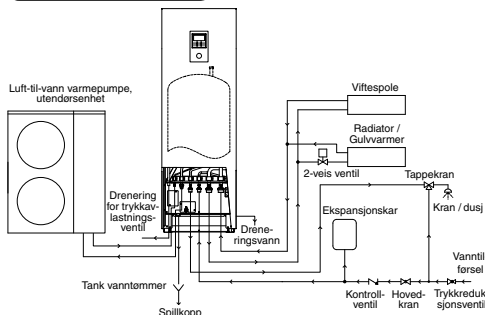 Luft-til-vann varmepumpe,
utendørsenhet
Viftespole
Radiator /
Gulvvarmer
2-veis ventil
Tappekran
Kran / dusj
Drenering
for trykkav-
lastnings-
ventil
Drene-
ringsvann
Ekspansjonskar
Vanntil-
førsel
Tank vanntømmer
Spillkopp
Kontroll-
ventil
Hoved-
kran
Trykkreduk-
sjonsventil